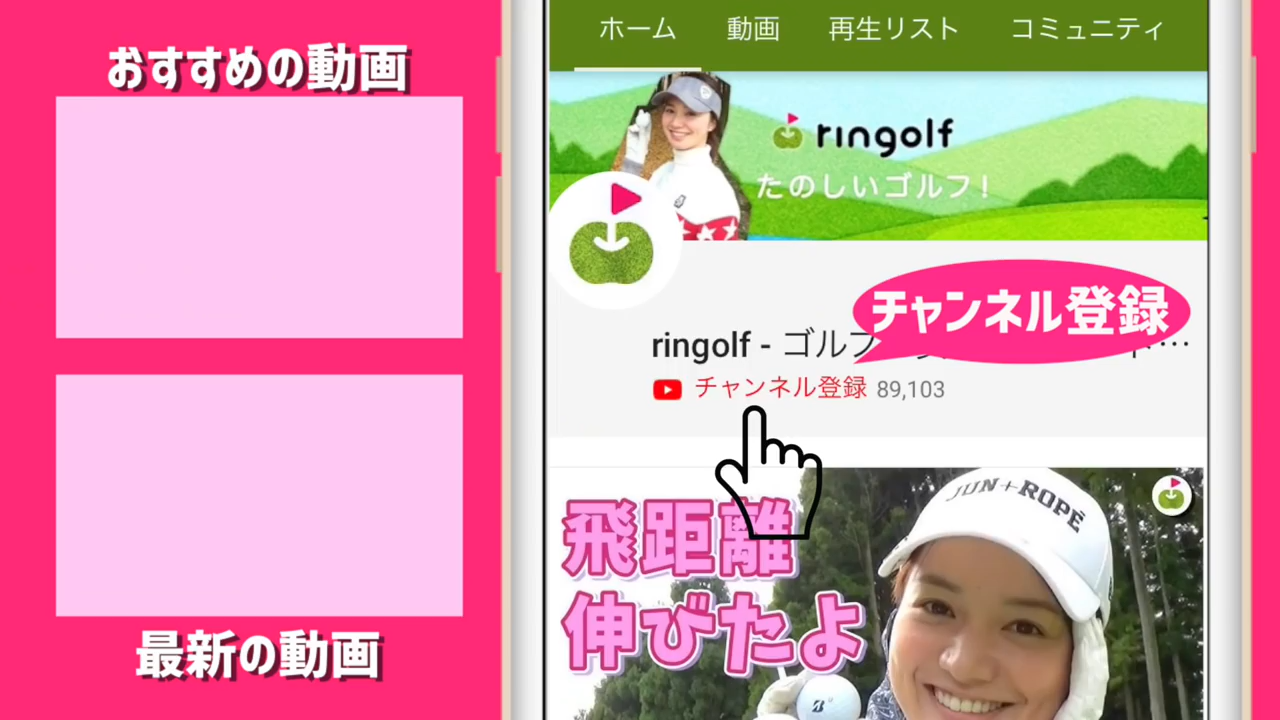 おすすめの動画
最新の動画
ホーム 動画 再生リスト コミュニティ
ringolf
たのしいゴルフ!
チャンネル登録
ringolf - ゴルフ
チャンネル登録 89,103
飛距離
伸びたよ
JUN+ROPÉ
B